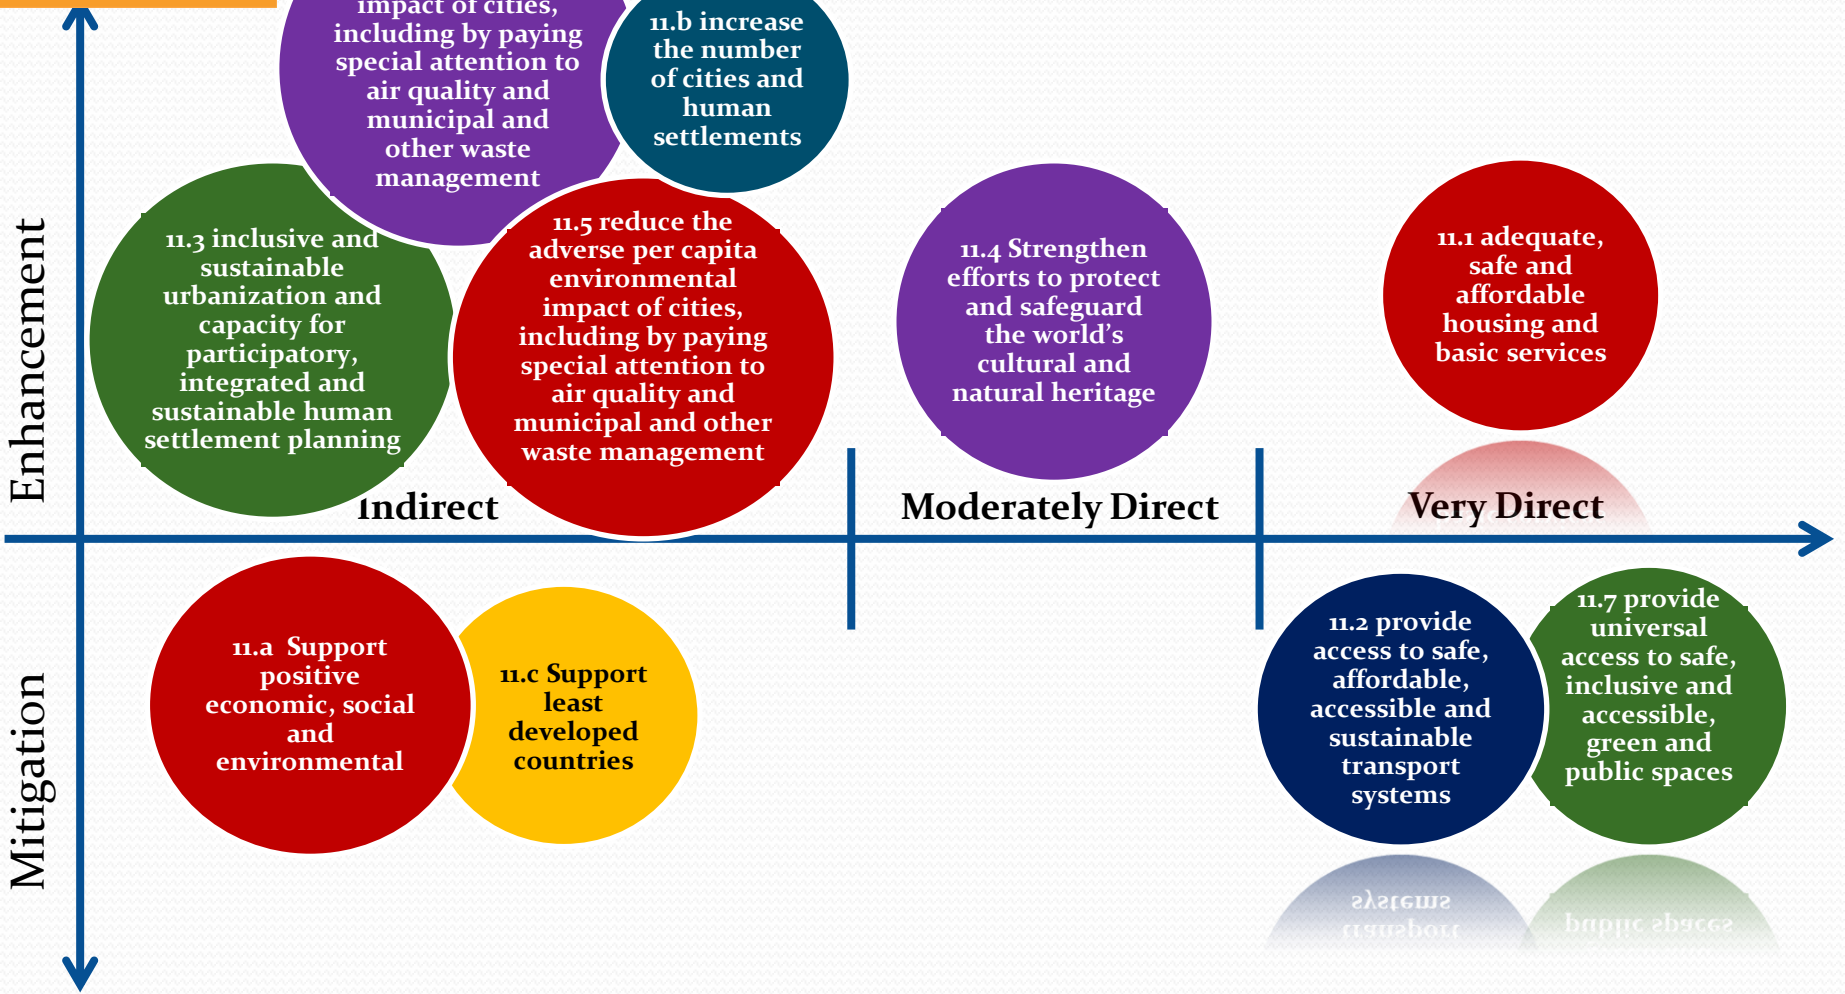 impact of cities,
including by paying
special attention to
air quality and
municipal and
other waste
management
11.b increase
the number
of cities and
human
settlements
Enhancement
11.3 inclusive and
sustainable
urbanization and
capacity for
participatory,
integrated and
sustainable human
settlement planning
11.5 reduce the
adverse per capita
environmental
impact of cities,
including by paying
special attention to
air quality and
municipal and other
waste management
11.4 Strengthen
efforts to protect
and safeguard
the world’s
cultural and
natural heritage
11.1 adequate,
safe and
affordable
housing and
basic services
Indirect
Moderately Direct
Very Direct
Mitigation
11.a Support
positive
economic, social
and
environmental
11.c Support
least
developed
countries
11.2 provide
access to safe,
affordable,
accessible and
sustainable
transport
systems
11.7 provide
universal
access to safe,
inclusive and
accessible,
green and
public spaces
systems
transport
public spaces